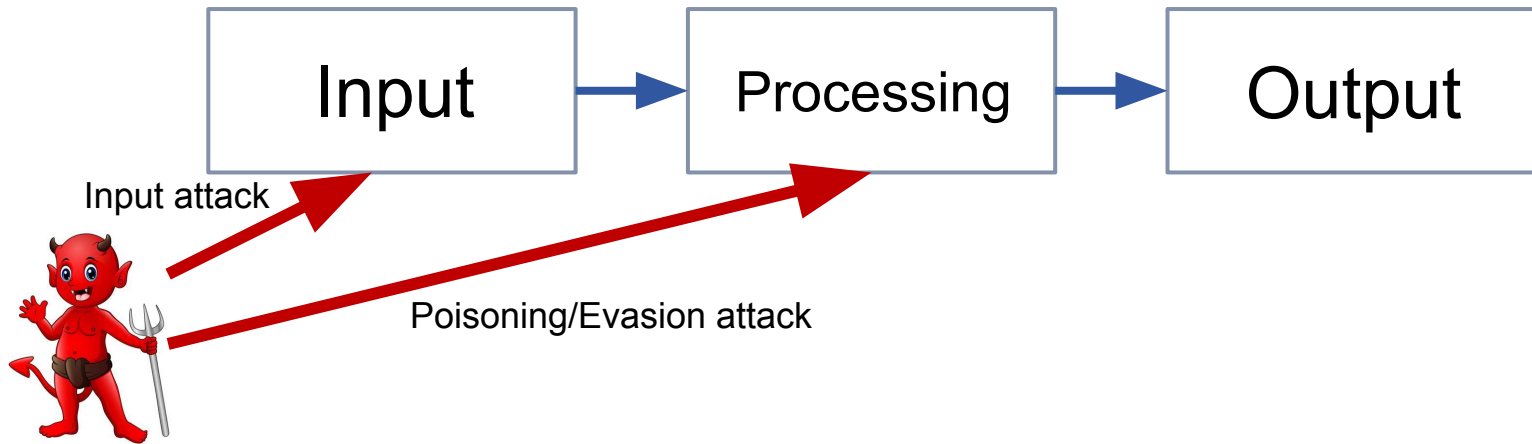 Input
Processing
Output
Input attack
Poisoning/Evasion attack